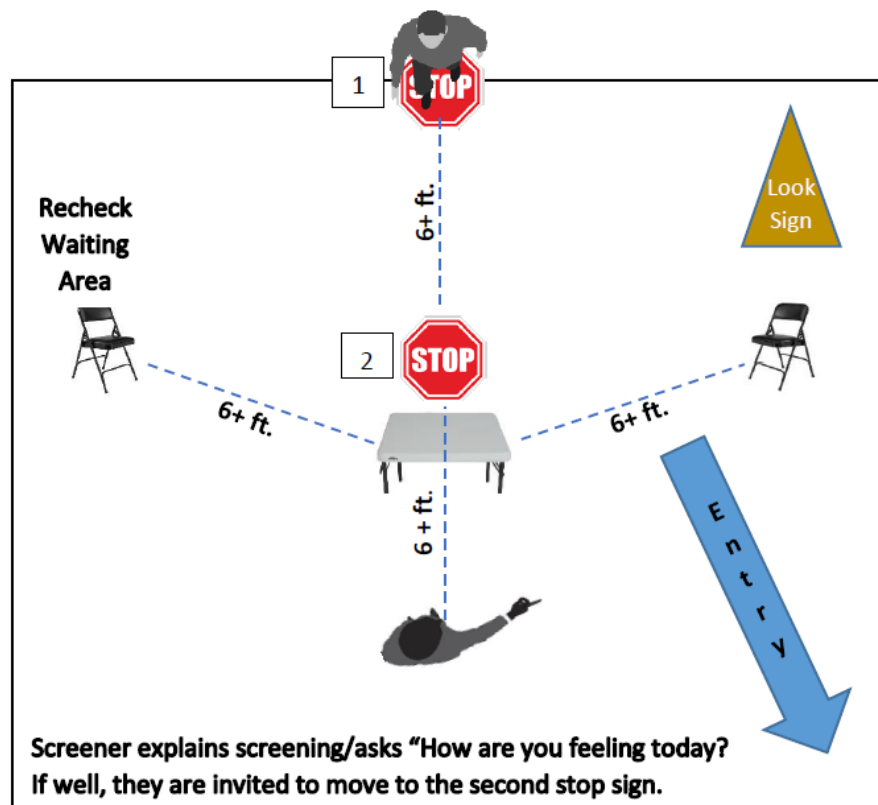 1
STOP
Look
Sign
Recheck
Waiting
Area
6+ ft.
2
STOP
6+ ft.
6+ ft.
6 + ft.
Entry
Screener explains screening/asks “How are you feeling today?
If well, they are invited to move to the second stop sign.